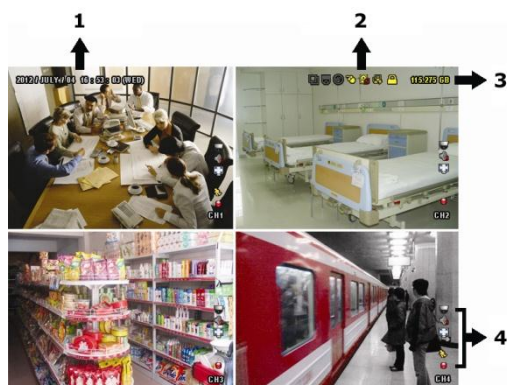 1
2
2012 / JULY / 04 16 : 53 : 03 (WED)
115.275 GB
3
CH1
CH2
CH3
CH4
4